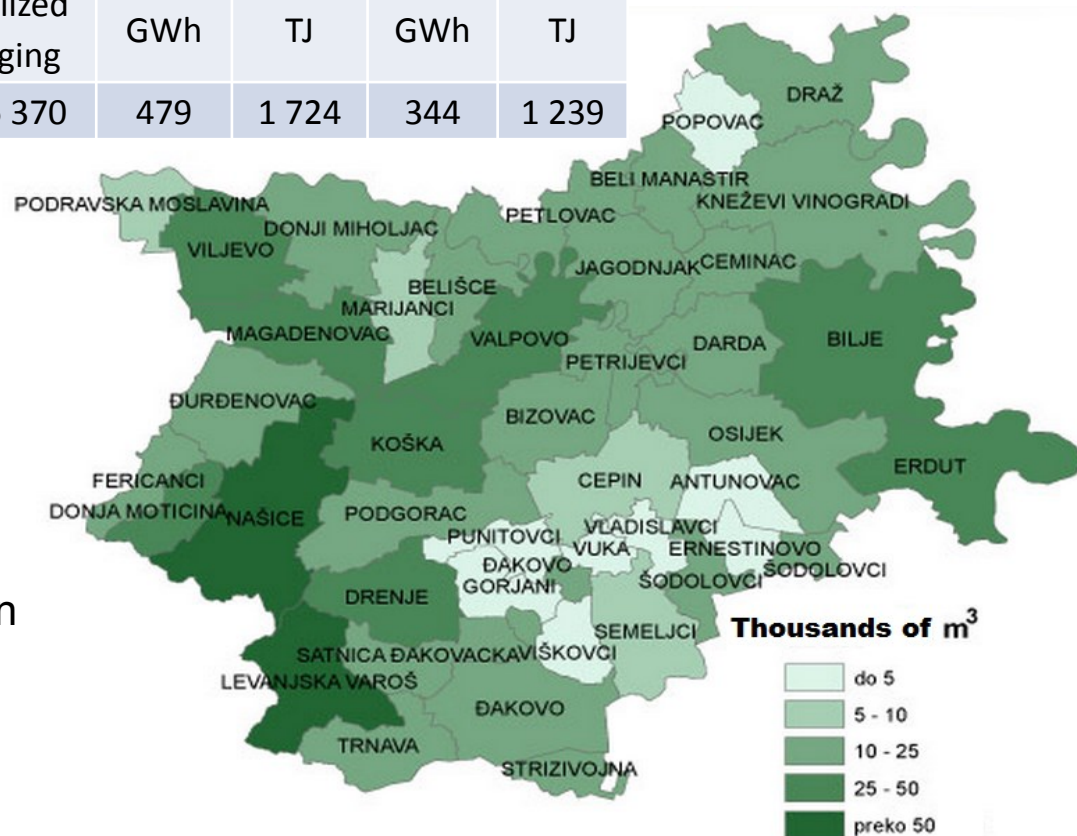 lized
ging
GWh
TJ
GWh
TJ
370
479
1 724
344
1 239
DRAŽ
POPOVAC
BELI MANASTIR
KNEŽEVI VINOGRADI
PODRAVSKA MOSLAVINA
PETLOVAC
DONJI MIHOLJAC
VILJEVO
JAGODNJAK
CEMINAC
BELIŠCE
MARIJANCI
MAGADENOVAC
VALPOVO
DARDA
BILJE
PETRIJEVCI
ĐURĐENOVAC
BIZOVAC
KOŠKA
OSIJEK
ERDUT
FERICANCI
CEPIN
ANTUNOVAC
DONJA MOTICINA
NAŠICE
PODGORAC
VLADISLAVCI
PUNITOVCI
VUKA
ERNESTINOVO
ĐAKOVO
ŠODOLOVCI
GORJANI
ŠODOLOVCI
DRENJE
n
SEMELJCI
Thousands of m³
SATNICA ĐAKOVACKA
VIŠKOVCI
LEVANJSKA VAROŠ
do 5
ĐAKOVO
5 - 10
TRNAVA
10 - 25
STRIZIVOJNA
25 - 50
preko 50